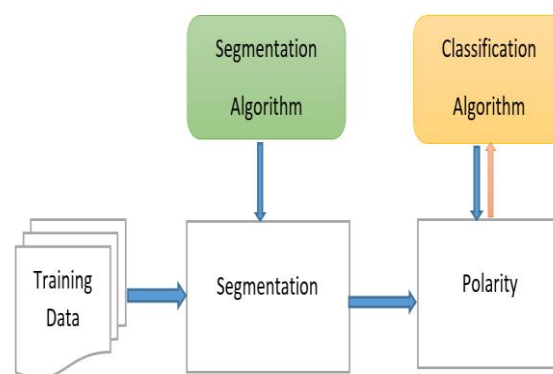 Segmentation
Algorithm
Classification
Algorithm
Training
Data
Segmentation
Polarity